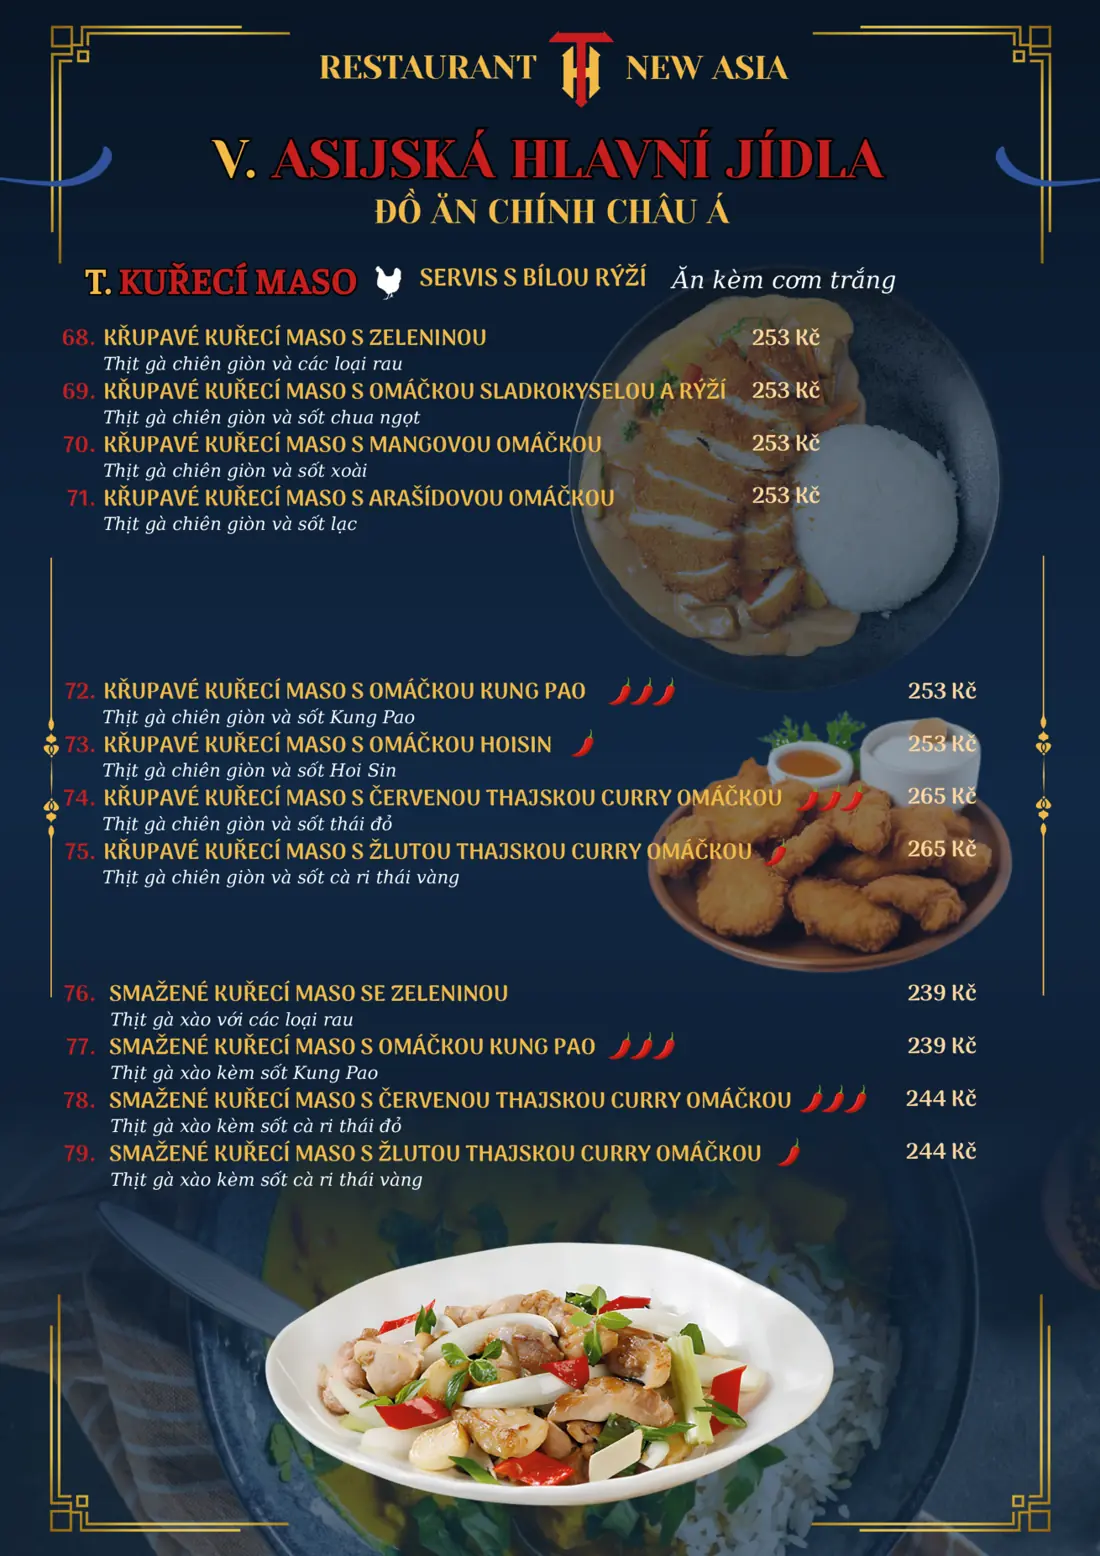 RESTAURANT TH NEW ASIA
V. ASIJSKÁ HLAVNÍ JÍDLA
ĐỒ ĂN CHÍNH CHÂU Á
T. KUŘECÍ MASO SERVIS S BÍLOU RÝŽÍ Ăn kèm cơm trắng
68. KŘUPAVÉ KUŘECÍ MASO S ZELENINOU 253 Kč
Thịt gà chiên giòn và các loại rau
69. KŘUPAVÉ KUŘECÍ MASO S OMÁČKOU SLADKOKYSELOU A RÝŽÍ 253 Kč
Thịt gà chiên giòn và sốt chua ngọt
70. KŘUPAVÉ KUŘECÍ MASO S MANGOVOU OMÁČKOU 253 Kč
Thịt gà chiên giòn và sốt xoài
71. KŘUPAVÉ KUŘECÍ MASO S ARAŠÍDOVOU OMÁČKOU 253 Kč
Thịt gà chiên giòn và sốt lạc
72. KŘUPAVÉ KUŘECÍ MASO S OMÁČKOU KUNG PAO 253 Kč
Thịt gà chiên giòn và sốt Kung Pao
73. KŘUPAVÉ KUŘECÍ MASO S OMÁČKOU HOISIN 253 Kč
Thịt gà chiên giòn và sốt Hoi Sin
74. KŘUPAVÉ KUŘECÍ MASO S ČERVENOU THAJSKOU CURRY OMÁČKOU 265 Kč
Thịt gà chiên giòn và sốt thái đỏ
75. KŘUPAVÉ KUŘECÍ MASO S ŽLUTOU THAJSKOU CURRY OMÁČKOU 265 Kč
Thịt gà chiên giòn và sốt cà ri thái vàng
76. SMAŽENÉ KUŘECÍ MASO SE ZELENINOU 239 Kč
Thịt gà xào với các loại rau
77. SMAŽENÉ KUŘECÍ MASO S OMÁČKOU KUNG PAO 239 Kč
Thịt gà xào kèm sốt Kung Pao
78. SMAŽENÉ KUŘECÍ MASO S ČERVENOU THAJSKOU CURRY OMÁČKOU 244 Kč
Thịt gà xào kèm sốt cà ri thái đỏ
79. SMAŽENÉ KUŘECÍ MASO S ŽLUTOU THAJSKOU CURRY OMÁČKOU 244 Kč
Thịt gà xào kèm sốt cà ri thái vàng